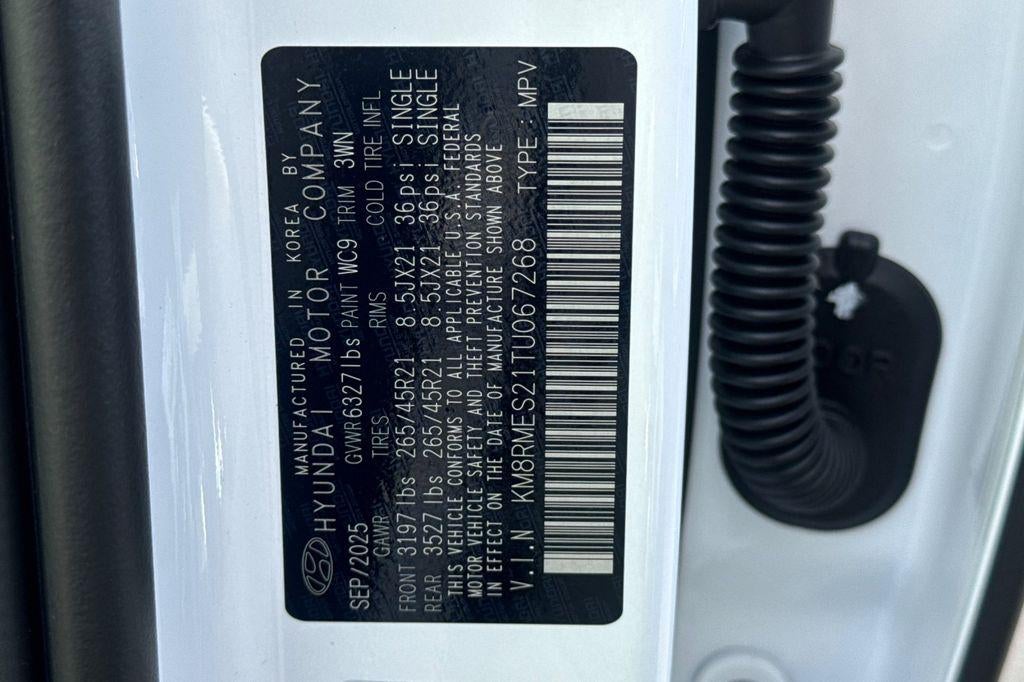 MANUFACTURED IN KOREA BY
HYUNDAI MOTOR COMPANY
SEP/2025 GVWR 6327lbs PAINT WC9 TRIM 3WN
GAWR TIRES RIMS COLD TIRE INFL
FRONT 3197lbs 265/45R21 8.5JX21 36psi SINGLE
REAR 3527lbs 265/45R21 8.5JX21 36psi SINGLE
THIS VEHICLE CONFORMS TO ALL APPLICABLE U.S.A. FEDERAL
MOTOR VEHICLE SAFETY AND THEFT PREVENTION STANDARDS
IN EFFECT ON THE DATE OF MANUFACTURE SHOWN ABOVE
V.I.N KM8RMES21TU067268 TYPE : MPV